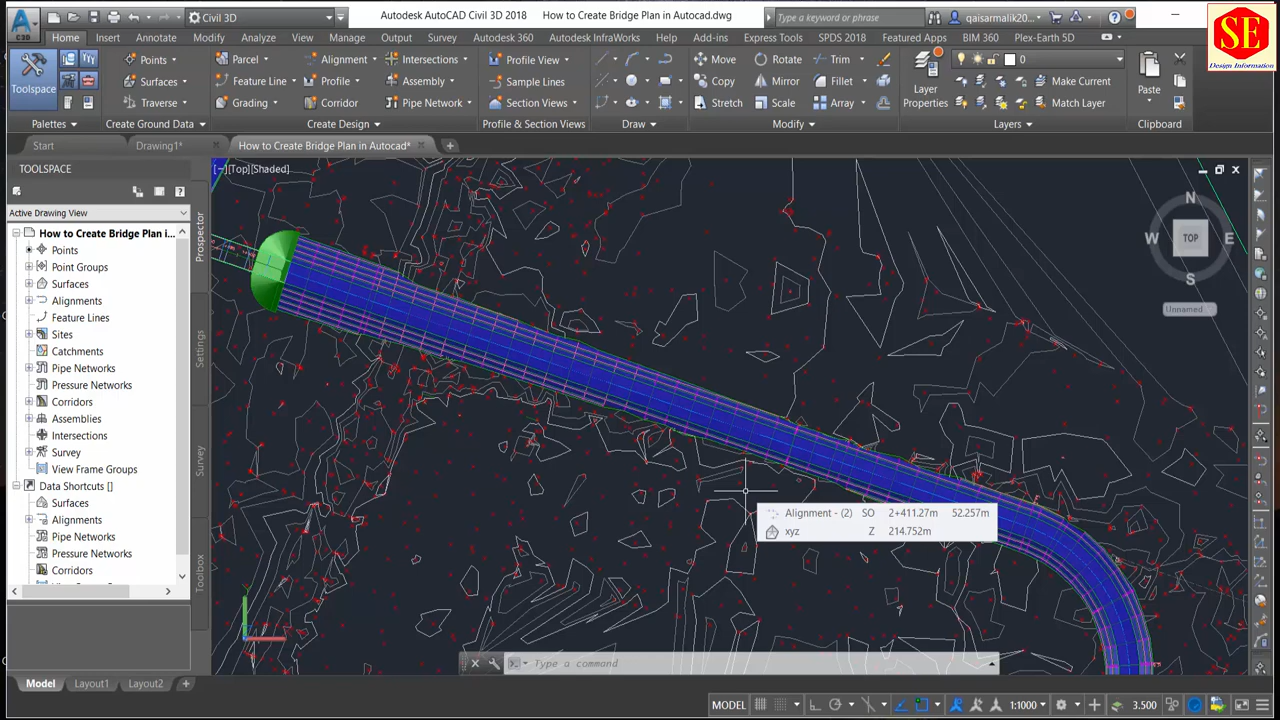 Civil 3D
Autodesk AutoCAD Civil 3D 2018 How to Create Bridge Plan in Autocad.dwg
Type a keyword or phrase
qaisarmalik20...
SE
Design Information
C3D
Home Insert Annotate Modify Analyze View Manage Output Survey Autodesk 360 Autodesk InfraWorks Help Add-ins Express Tools SPDS 2018 Featured Apps BIM 360 Plex-Earth 5D
Toolspace
Points
Surfaces
Traverse
Parcel
Feature Line
Grading
Alignment
Profile
Corridor
Intersections
Assembly
Pipe Network
Profile View
Sample Lines
Section Views
Move
Copy
Stretch
Rotate
Mirror
Scale
Trim
Fillet
Array
Layer
Properties
0
Make Current
Match Layer
Paste
Palettes Create Ground Data Create Design Profile & Section Views Draw Modify Layers Clipboard
Start Drawing1* How to Create Bridge Plan in Autocad*
TOOLSPACE
Active Drawing View
How to Create Bridge Plan i...
Points
Point Groups
Surfaces
Alignments
Feature Lines
Sites
Catchments
Pipe Networks
Pressure Networks
Corridors
Assemblies
Intersections
Survey
View Frame Groups
Data Shortcuts []
Surfaces
Alignments
Pipe Networks
Pressure Networks
Corridors
Prospector
Settings
Survey
Toolbox
[−][Top][Shaded]
N
W TOP E
S
Unnamed
Alignment - (2) SO 2+411.27m 52.257m
xyz Z 214.752m
Type a command
Model Layout1 Layout2
MODEL 1:1000 3.500